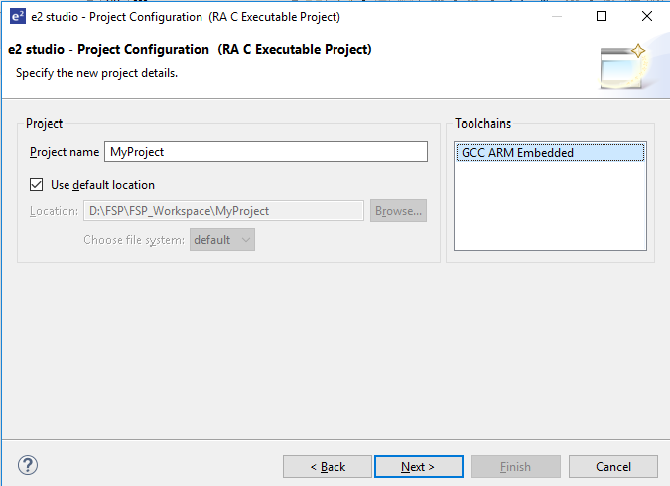 e² e2 studio - Project Configuration (RA C Executable Project)
e2 studio - Project Configuration (RA C Executable Project)
Specify the new project details.
Project
Project name MyProject
Use default location
Location: D:\FSP\FSP_Workspace\MyProject Browse...
Choose file system: default
Toolchains
GCC ARM Embedded
? < Back Next > Finish Cancel